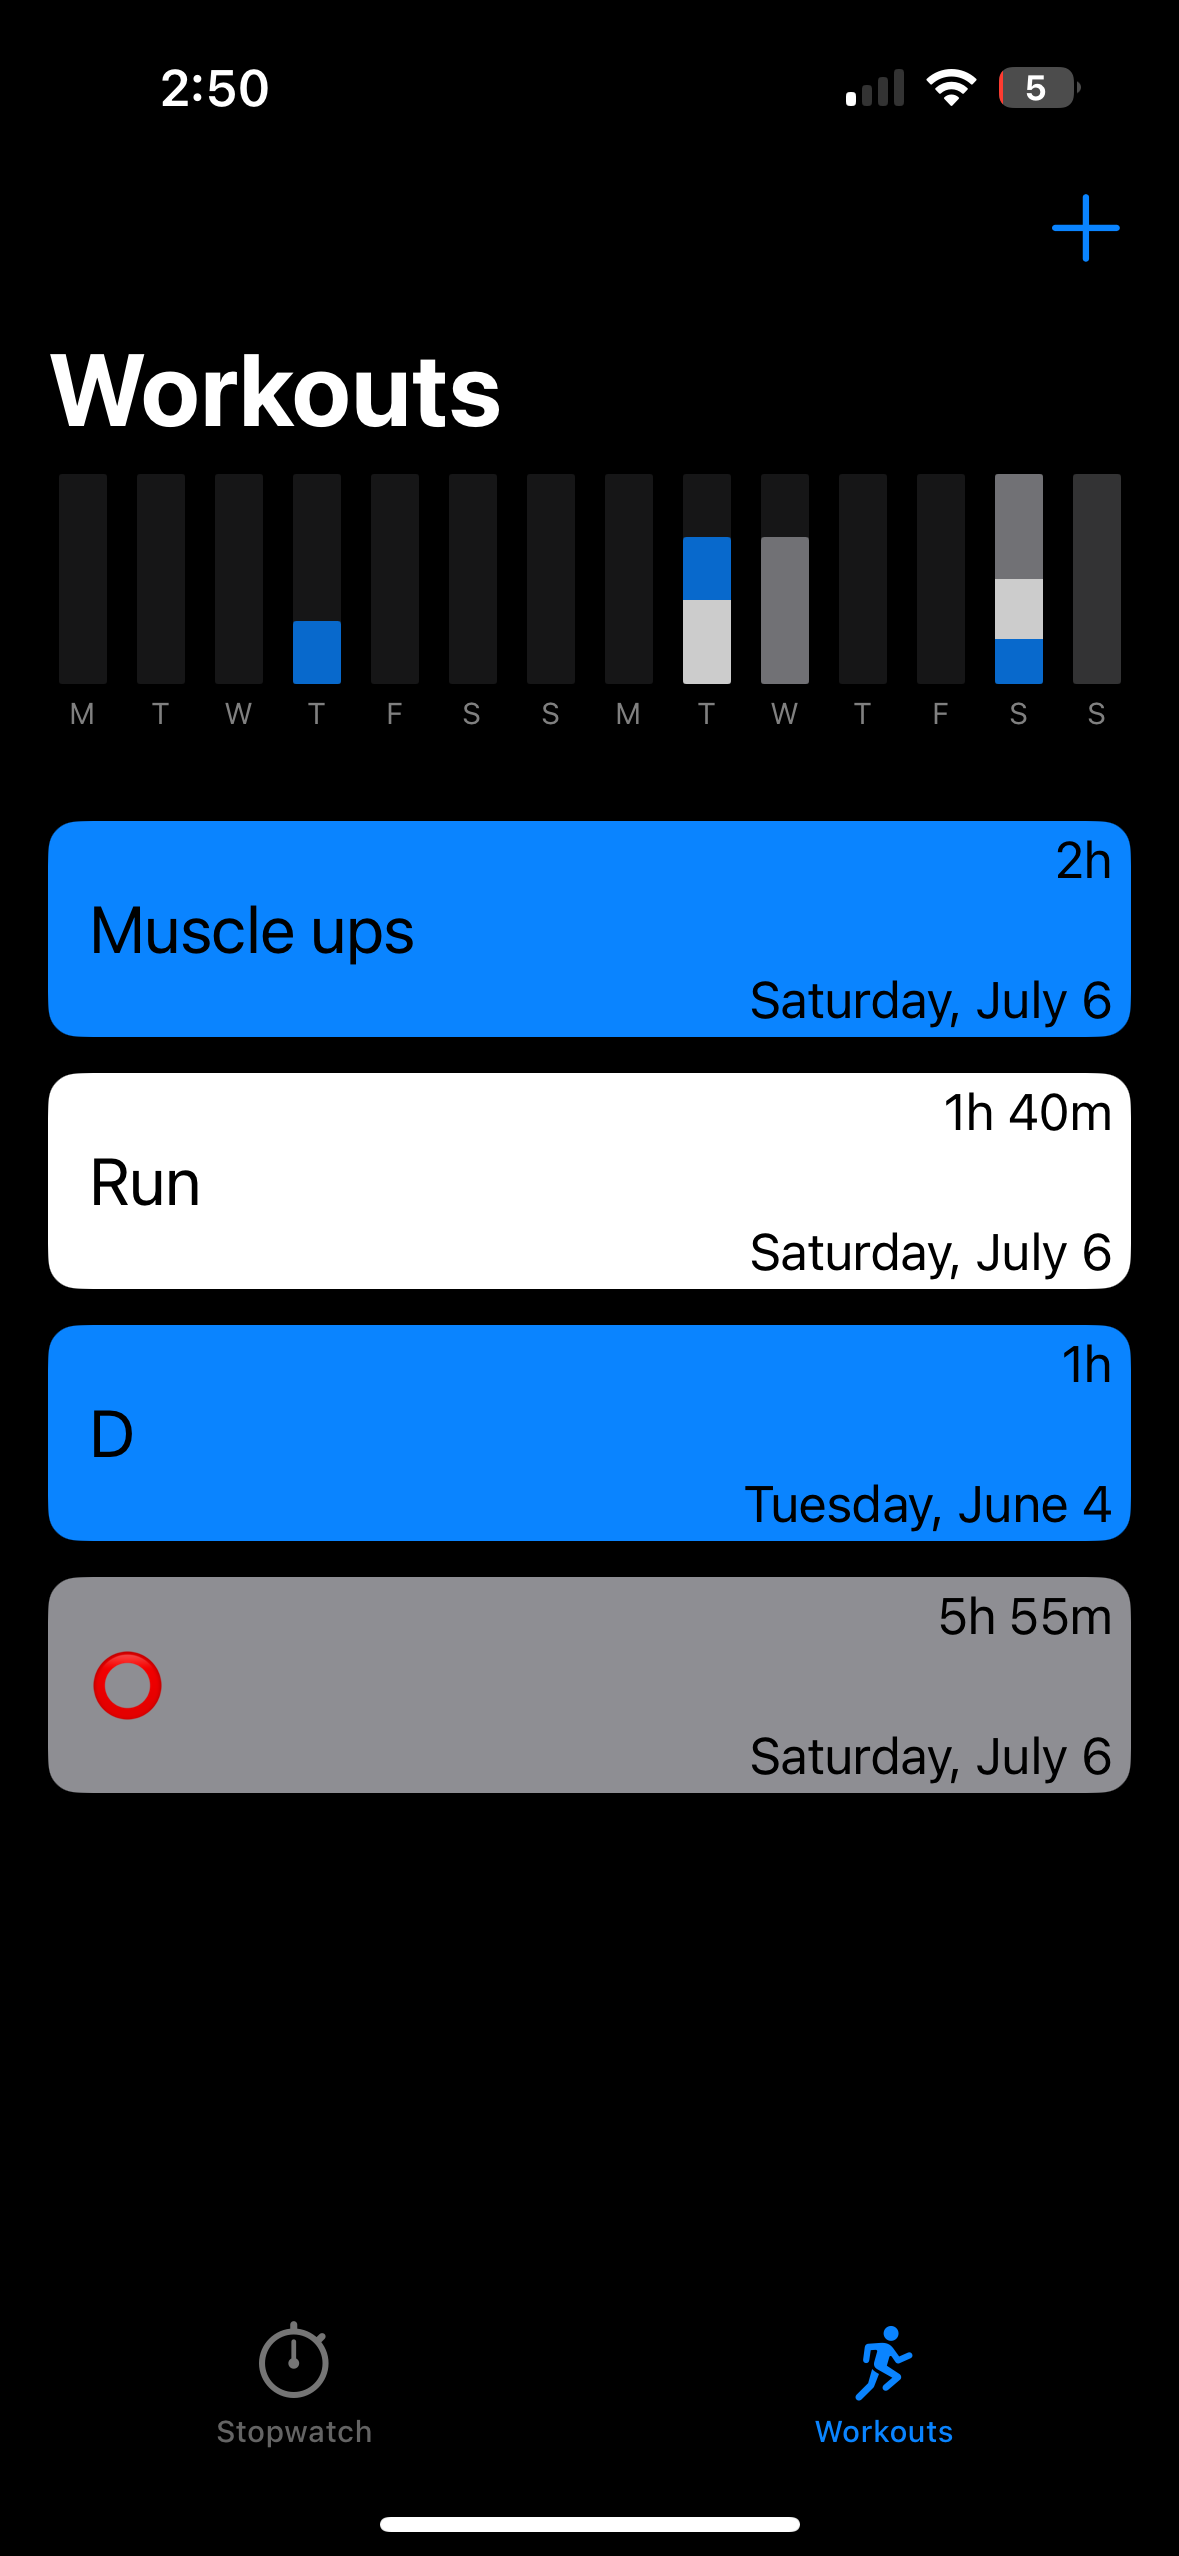 2:50
5
Workouts
M T W T F S S M T W T F S S
2h
Muscle ups
Saturday, July 6
1h 40m
Run
Saturday, July 6
1h
D
Tuesday, June 4
5h 55m
⭕
Saturday, July 6
Stopwatch Workouts